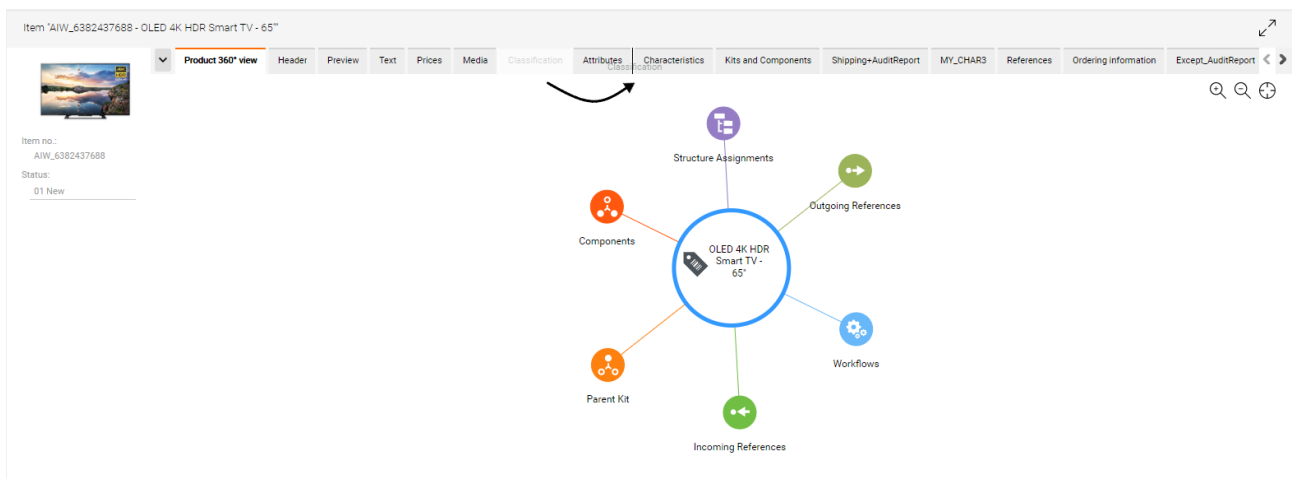 Item "AIW_6382437688 - OLED 4K HDR Smart TV - 65""
Product 360° view Header Preview Text Prices Media Classification Attributes Characteristics Kits and Components Shipping+AuditReport MY_CHAR3 References Ordering information Except_AuditReport
Classification
Item no.:
AIW_6382437688
Status:
01 New
Structure Assignments
Outgoing References
Components
OLED 4K HDR
Smart TV -
65"
Workflows
Parent Kit
Incoming References